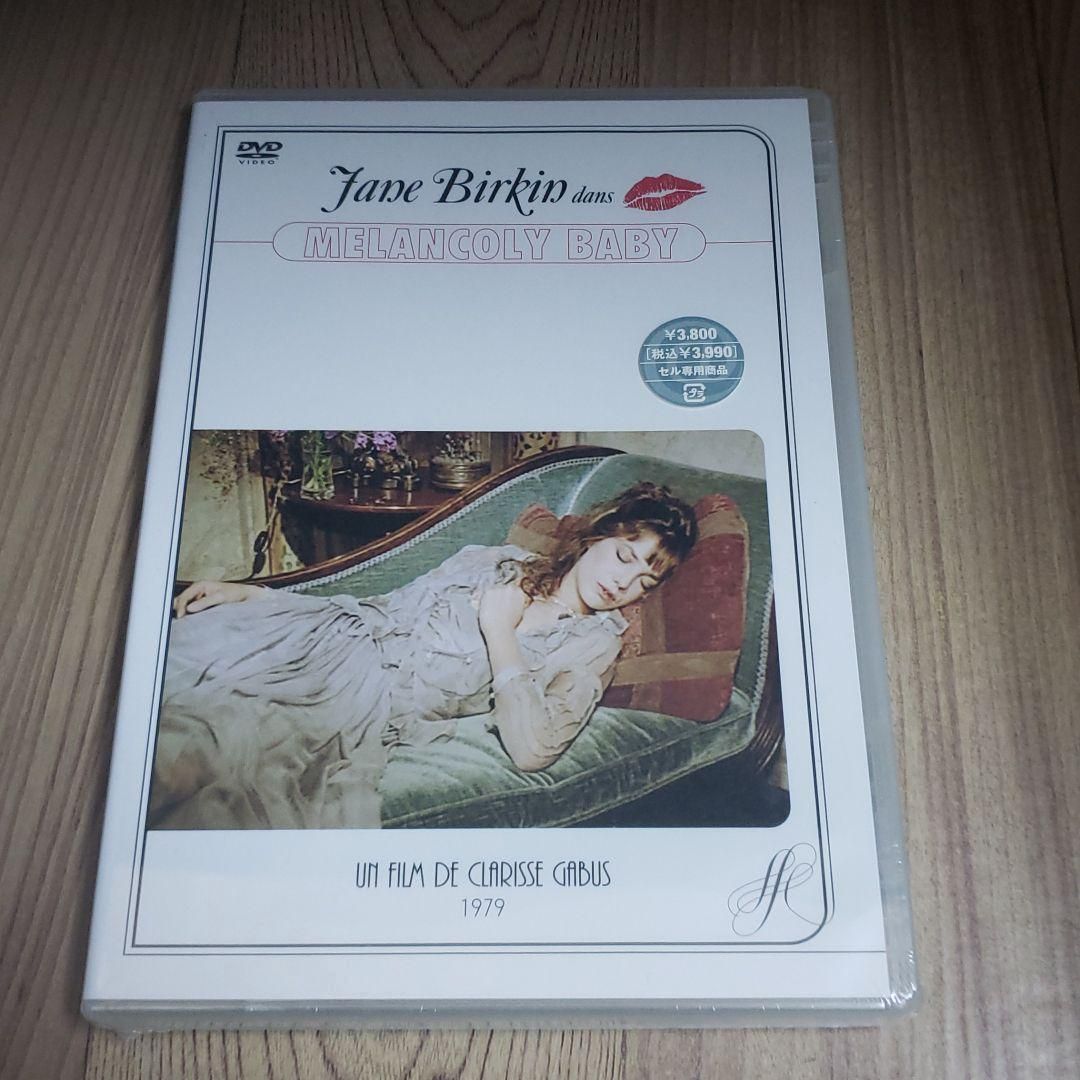 DVD
VIDEO
Jane Birkin dans
MELANCOLY BABY
¥3,800
[税込¥3,990]
セル専用商品
UN FILM DE CLARISSE GABUS
1979